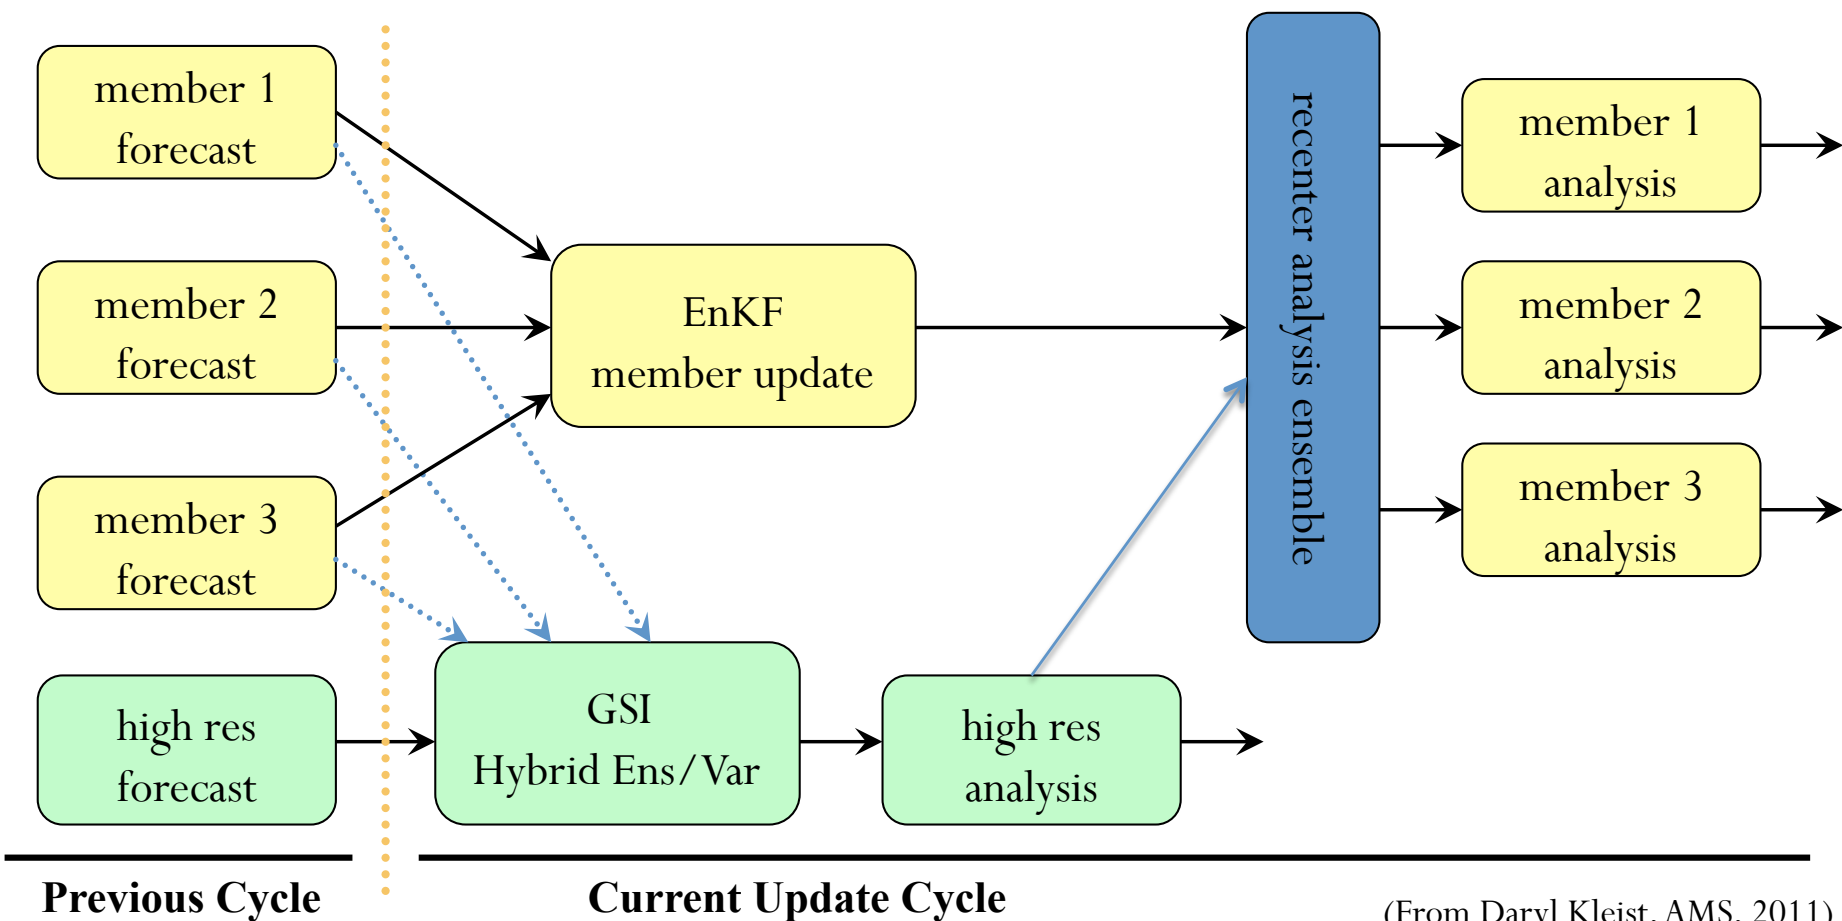 member 1
forecast
member 2
forecast
member 3
forecast
high res
forecast
EnKF
member update
GSI
Hybrid Ens/Var
high res
analysis
recenter analysis ensemble
member 1
analysis
member 2
analysis
member 3
analysis
Previous Cycle
Current Update Cycle
(From Daryl Kleist, AMS, 2011)